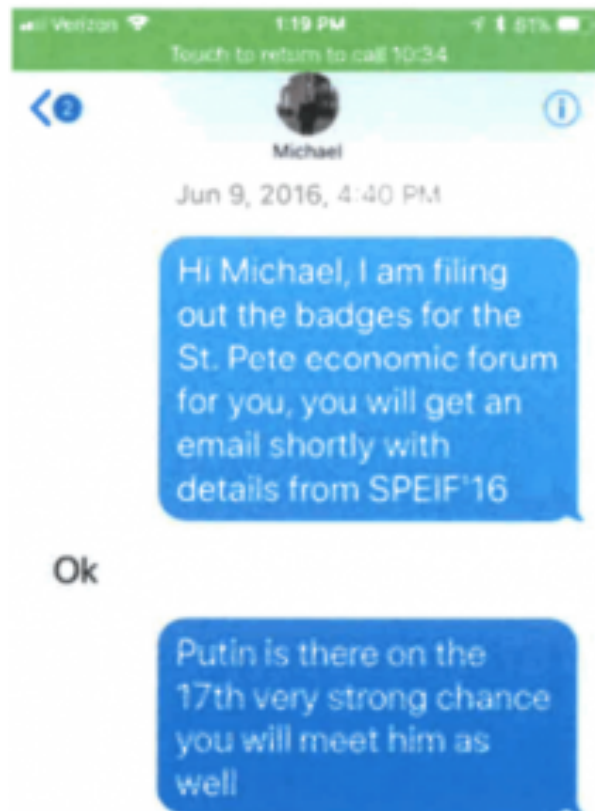 Verizon 1:19 PM 61%
Touch to return to call 10:34
2
Michael
Jun 9, 2016, 4:40 PM
Hi Michael, I am filing
out the badges for the
St. Pete economic forum
for you, you will get an
email shortly with
details from SPEIF'16
Ok
Putin is there on the
17th very strong chance
you will meet him as
well